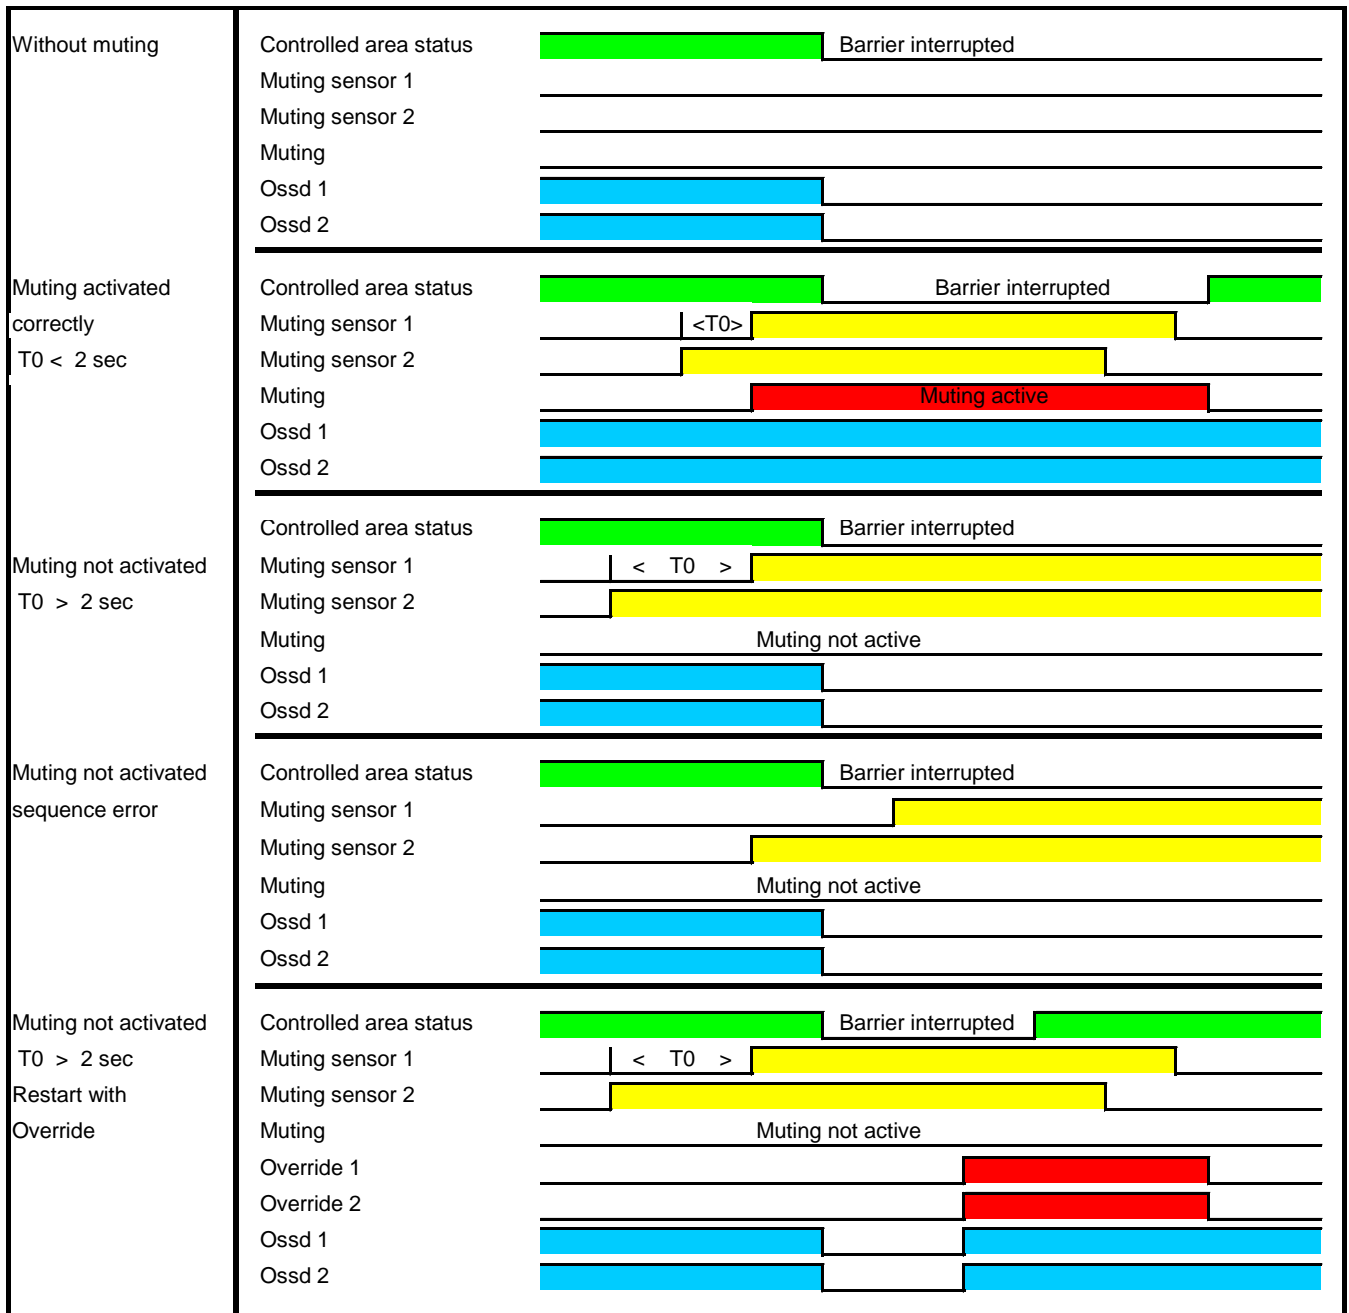 Without muting Controlled area status Barrier interrupted
Muting sensor 1
Muting sensor 2
Muting
Ossd 1
Ossd 2
Muting activated Controlled area status Barrier interrupted
correctly Muting sensor 1 <T0>
T0 < 2 sec Muting sensor 2
Muting Muting active
Ossd 1
Ossd 2
Controlled area status Barrier interrupted
Muting not activated Muting sensor 1 < T0 >
T0 > 2 sec Muting sensor 2
Muting Muting not active
Ossd 1
Ossd 2
Muting not activated Controlled area status Barrier interrupted
sequence error Muting sensor 1
Muting sensor 2
Muting Muting not active
Ossd 1
Ossd 2
Muting not activated Controlled area status Barrier interrupted
T0 > 2 sec Muting sensor 1 < T0 >
Restart with Muting sensor 2
Override Muting Muting not active
Override 1
Override 2
Ossd 1
Ossd 2